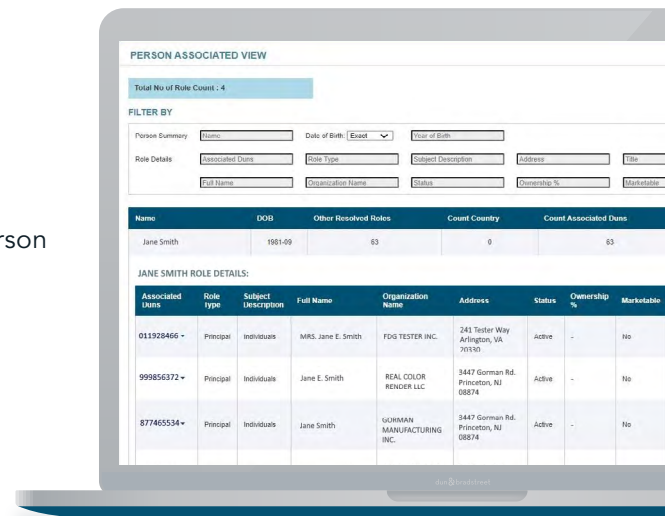 rson
PERSON ASSOCIATED VIEW
Total No of Role Count : 4
FILTER BY
Person Summary Name Date of Birth: Exact Year of Birth
Role Details Associated Duns Role Type Subject Description Address Title
Full Name Organization Name Status Ownership % Marketable
Name DOB Other Resolved Roles Count Country Count Associated Duns
Jane Smith 1981-09 63 0 63
JANE SMITH ROLE DETAILS:
Associated Duns Role Type Subject Description Full Name Organization Name Address Status Ownership % Marketable
011928466 Principal Individuals MRS. Jane E. Smith FDG TESTER INC. 241 Tester Way Arlington, VA 20330 Active - No
999856372 Principal Individuals Jane E. Smith REAL COLOR RENDER LLC 3447 Gorman Rd. Princeton, NJ 08874 Active - No
877465534 Principal Individuals Jane Smith GORMAN MANUFACTURING INC. 3447 Gorman Rd. Princeton, NJ 08874 Active - No
dun & bradstreet